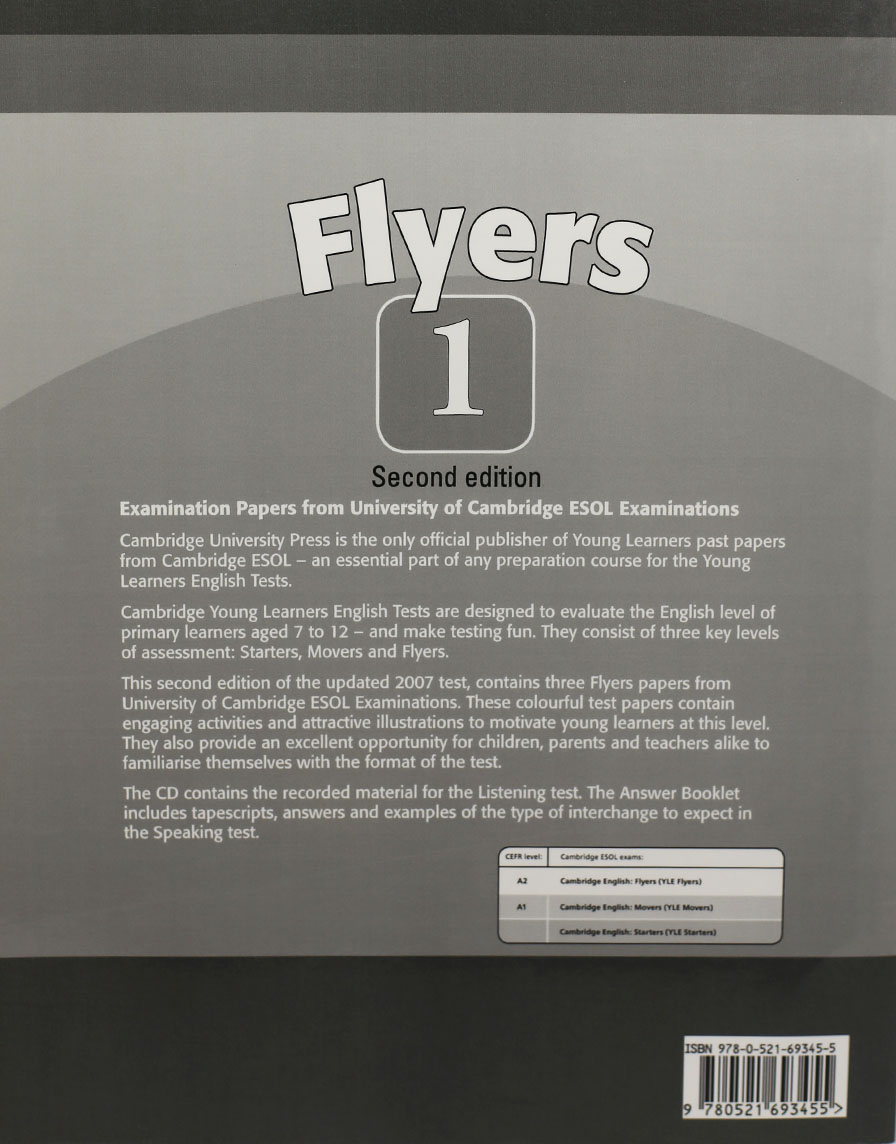 Flyers
1
Second edition
Examination Papers from University of Cambridge ESOL Examinations
Cambridge University Press is the only official publisher of Young Learners past papers
from Cambridge ESOL – an essential part of any preparation course for the Young
Learners English Tests.
Cambridge Young Learners English Tests are designed to evaluate the English level of
primary learners aged 7 to 12 – and make testing fun. They consist of three key levels
of assessment: Starters, Movers and Flyers.
This second edition of the updated 2007 test, contains three Flyers papers from
University of Cambridge ESOL Examinations. These colourful test papers contain
engaging activities and attractive illustrations to motivate young learners at this level.
They also provide an excellent opportunity for children, parents and teachers alike to
familiarise themselves with the format of the test.
The CD contains the recorded material for the Listening test. The Answer Booklet
includes tapescripts, answers and examples of the type of interchange to expect in
the Speaking test.
CEFR level: Cambridge ESOL exams:
A2 Cambridge English: Flyers (YLE Flyers)
A1 Cambridge English: Movers (YLE Movers)
Cambridge English: Starters (YLE Starters)
ISBN 978-0-521-69345-5
9 780521 693455 >